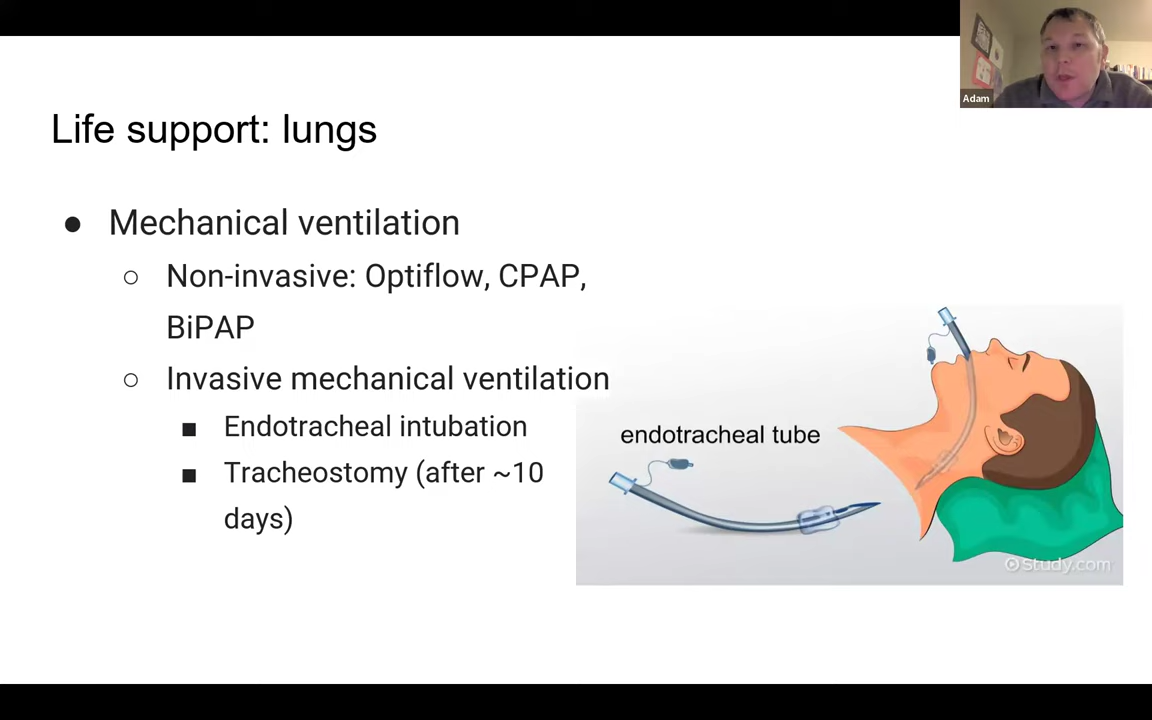 Adam
Life support: lungs
● Mechanical ventilation
○ Non-invasive: Optiflow, CPAP,
BiPAP
○ Invasive mechanical ventilation
■ Endotracheal intubation
■ Tracheostomy (after ~10
days)
endotracheal tube
Study.com